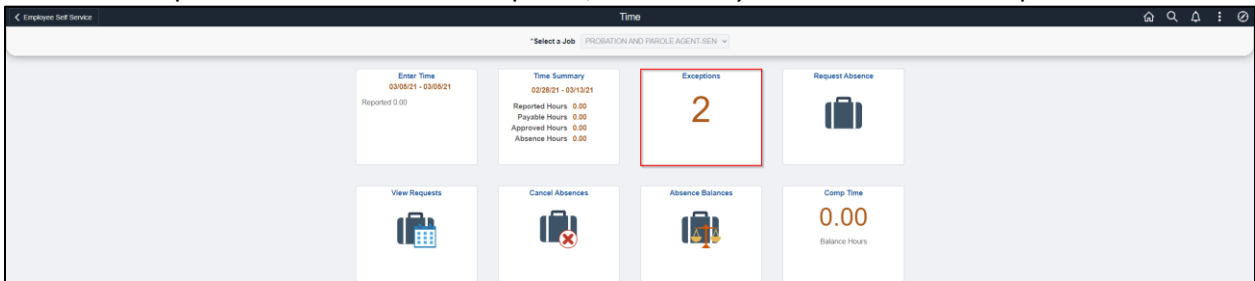 Employee Self Service
Time
*Select a Job PROBATION AND PAROLE AGENT-SEN
Enter Time
03/05/21 - 03/05/21
Reported 0.00
Time Summary
02/28/21 - 03/13/21
Reported Hours 0.00
Payable Hours 0.00
Approved Hours 0.00
Absence Hours 0.00
Exceptions
2
Request Absence
View Requests
Cancel Absences
Absence Balances
Comp Time
0.00
Balance Hours